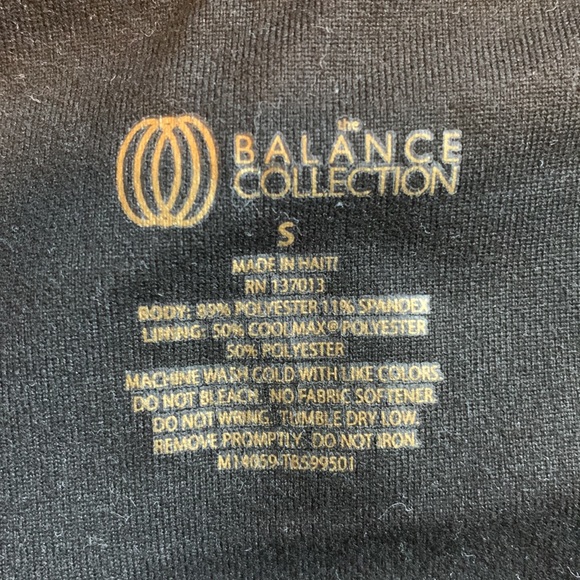 the
BALANCE
COLLECTION
S
MADE IN HAITI
RN 137013
BODY: 89% POLYESTER 11% SPANDEX
LINING: 50% COOLMAX® POLYESTER
50% POLYESTER
MACHINE WASH COLD WITH LIKE COLORS.
DO NOT BLEACH. NO FABRIC SOFTENER.
DO NOT WRING. TUMBLE DRY LOW.
REMOVE PROMPTLY. DO NOT IRON.
M14059-TBS99501